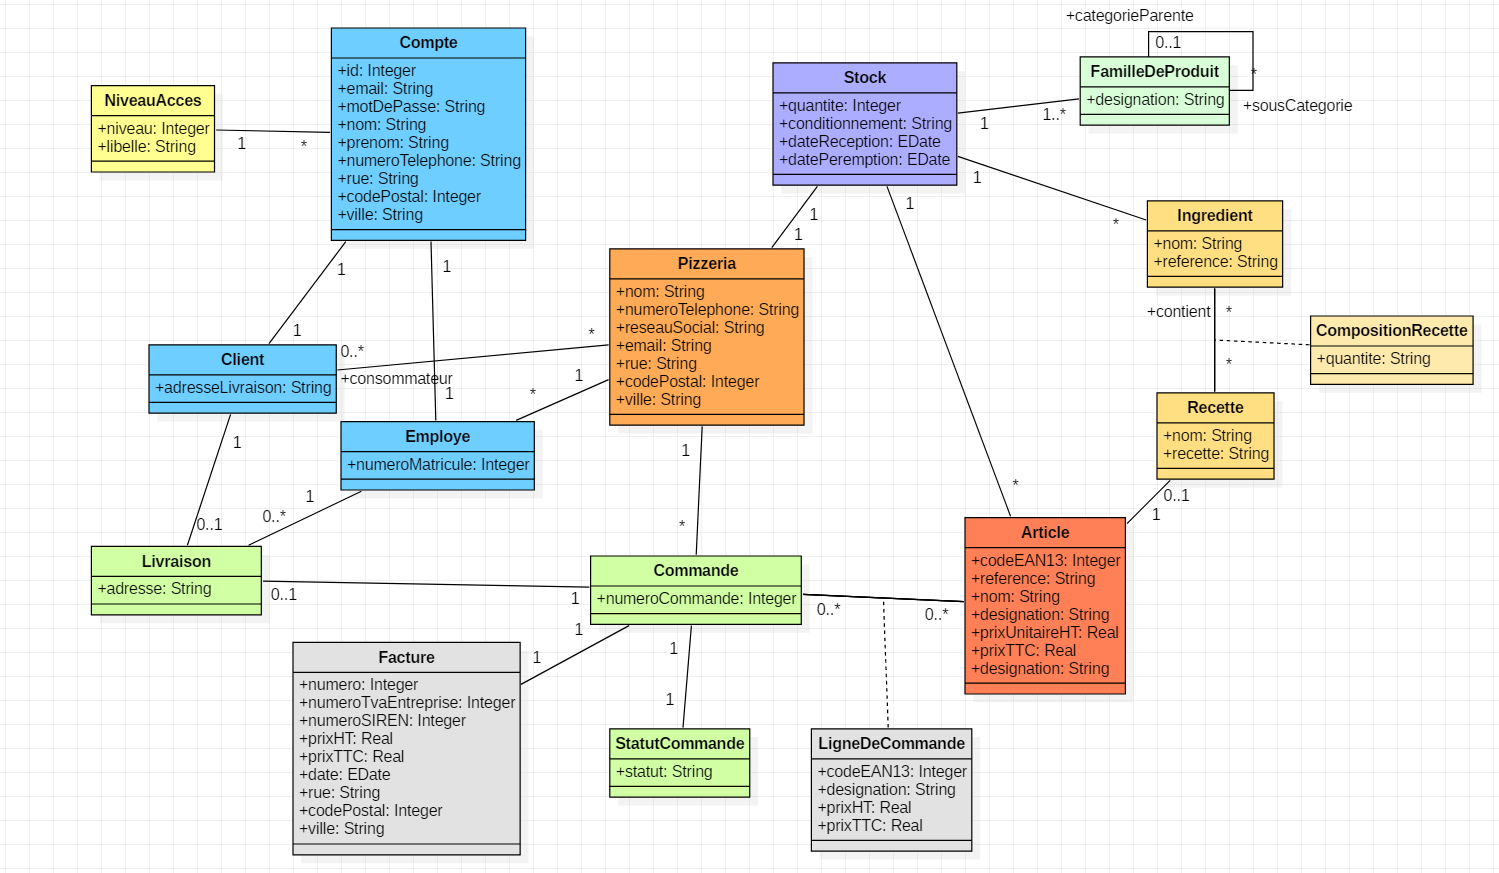 +categorieParente
0..1
FamilleDeProduit
+designation: String
*
+sousCategorie
Compte
+id: Integer
+email: String
+motDePasse: String
+nom: String
+prenom: String
+numeroTelephone: String
+rue: String
+codePostal: Integer
+ville: String
NiveauAcces
+niveau: Integer
+libelle: String
1
*
Stock
+quantite: Integer
+conditionnement: String
+dateReception: EDate
+datePeremption: EDate
1
1..*
1
*
1
1
1
*
Ingredient
+nom: String
+reference: String
+contient
*
*
CompositionRecette
+quantite: String
Pizzeria
+nom: String
+numeroTelephone: String
+reseauSocial: String
+email: String
+rue: String
+codePostal: Integer
+ville: String
1
1
1
1
Client
+adresseLivraison: String
0..*
+consommateur
*
1
*
Employe
+numeroMatricule: Integer
Recette
+nom: String
+recette: String
0..1
1
1
0..1
1
0..*
1
*
Livraison
+adresse: String
0..1
1
Commande
+numeroCommande: Integer
0..*
0..*
Article
+codeEAN13: Integer
+reference: String
+nom: String
+designation: String
+prixUnitaireHT: Real
+prixTTC: Real
+designation: String
1
1
1
1
Facture
+numero: Integer
+numeroTvaEntreprise: Integer
+numeroSIREN: Integer
+prixHT: Real
+prixTTC: Real
+date: EDate
+rue: String
+codePostal: Integer
+ville: String
StatutCommande
+statut: String
LigneDeCommande
+codeEAN13: Integer
+designation: String
+prixHT: Real
+prixTTC: Real